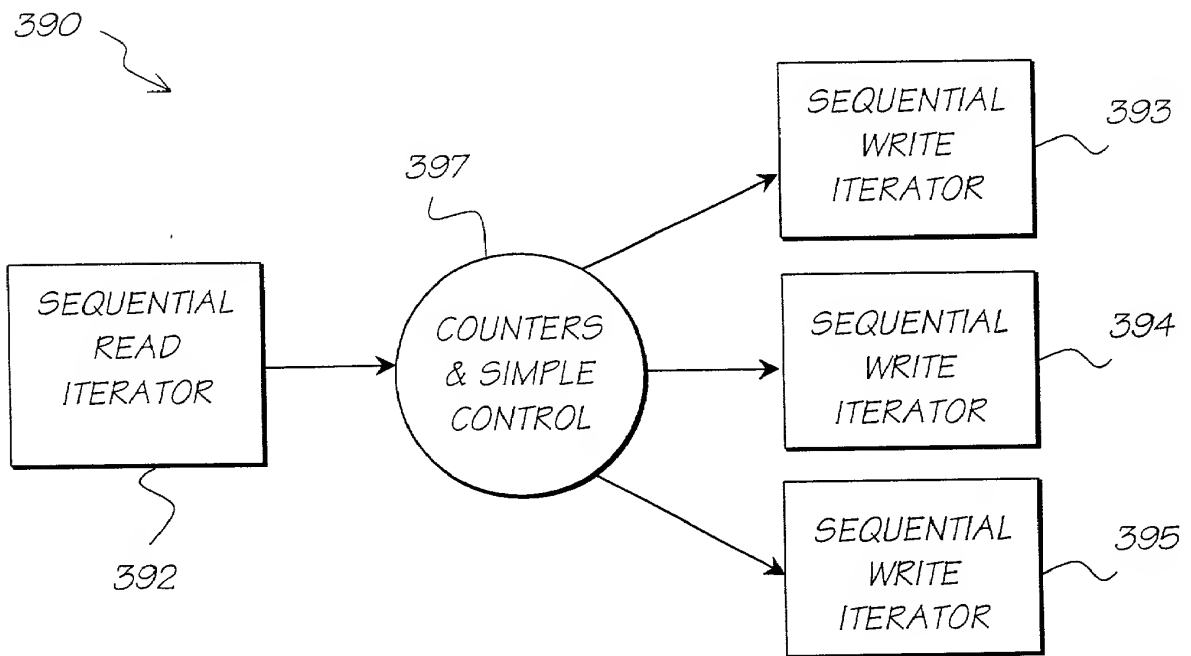 390
397
SEQUENTIAL
READ
ITERATOR
392
COUNTERS
& SIMPLE
CONTROL
SEQUENTIAL
WRITE
ITERATOR
393
SEQUENTIAL
WRITE
ITERATOR
394
SEQUENTIAL
WRITE
ITERATOR
395